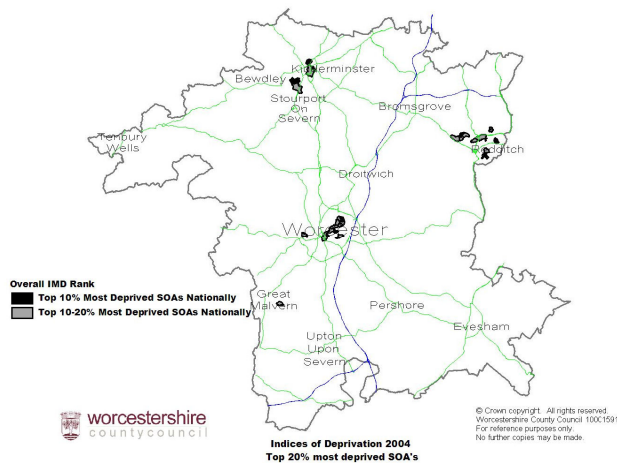 Kidderminster
Bewdley
Stourport
On
Severn
Bromsgrove
Tenbury
Wells
Redditch
Droitwich
Worcester
Overall IMD Rank
Top 10% Most Deprived SOAs Nationally
Top 10-20% Most Deprived SOAs Nationally
Great
Malvern
Pershore
Evesham
Upton
Upon
Severn
worcestershire
countycouncil
© Crown copyright. All rights reserved.
Worcestershire County Council 1000159
For reference purposes only.
No further copies may be made.
Indices of Deprivation 2004
Top 20% most deprived SOA's